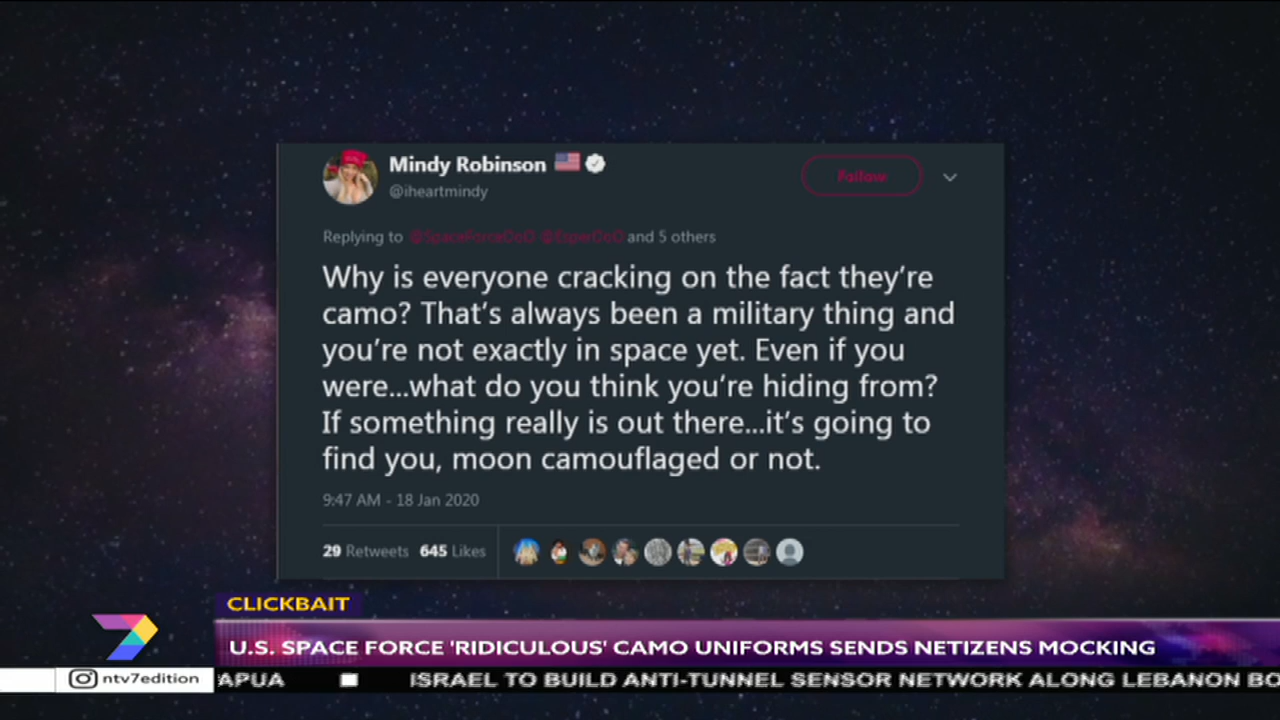 Mindy Robinson
@iheartmindy
Follow
Replying to @SpaceForceDoD @EsperDoD and 5 others
Why is everyone cracking on the fact they're
camo? That's always been a military thing and
you're not exactly in space yet. Even if you
were...what do you think you're hiding from?
If something really is out there...it's going to
find you, moon camouflaged or not.
9:47 AM - 18 Jan 2020
29 Retweets 645 Likes
CLICKBAIT
U.S. SPACE FORCE 'RIDICULOUS' CAMO UNIFORMS SENDS NETIZENS MOCKING
ntv7edition
APUA ISRAEL TO BUILD ANTI-TUNNEL SENSOR NETWORK ALONG LEBANON BO